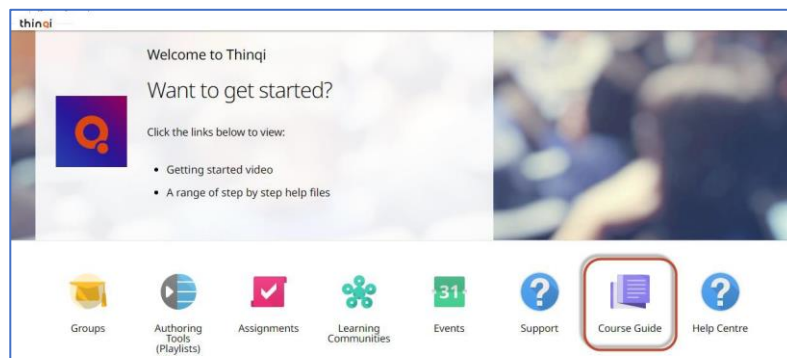 thinqi
Welcome to Thinqi
Want to get started?
Click the links below to view:
• Getting started video
• A range of step by step help files
31
? ?
Groups
Authoring
Tools
(Playlists)
Assignments
Learning
Communities
Events
Support
Course Guide
Help Centre